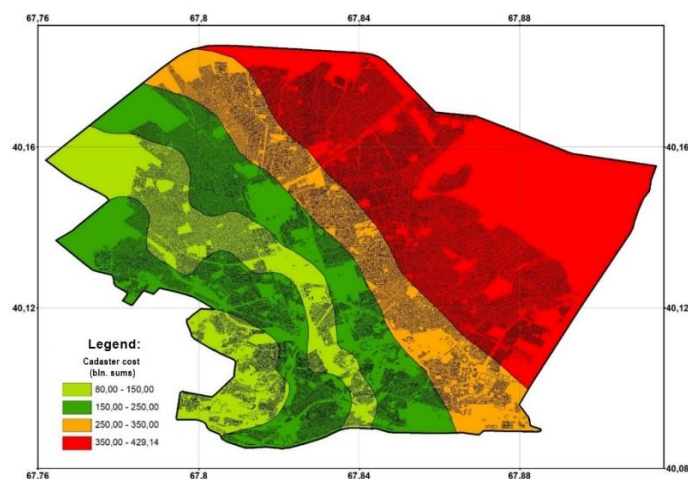 67,76 67,8 67,84 67,88
40,16 40,16
40,12 40,12
Legend:
Cadaster cost
(bln. sums)
80,00 - 150,00
150,00 - 250,00
250,00 - 350,00
350,00 - 429,14
40,08
67,76 67,8 67,84 67,88